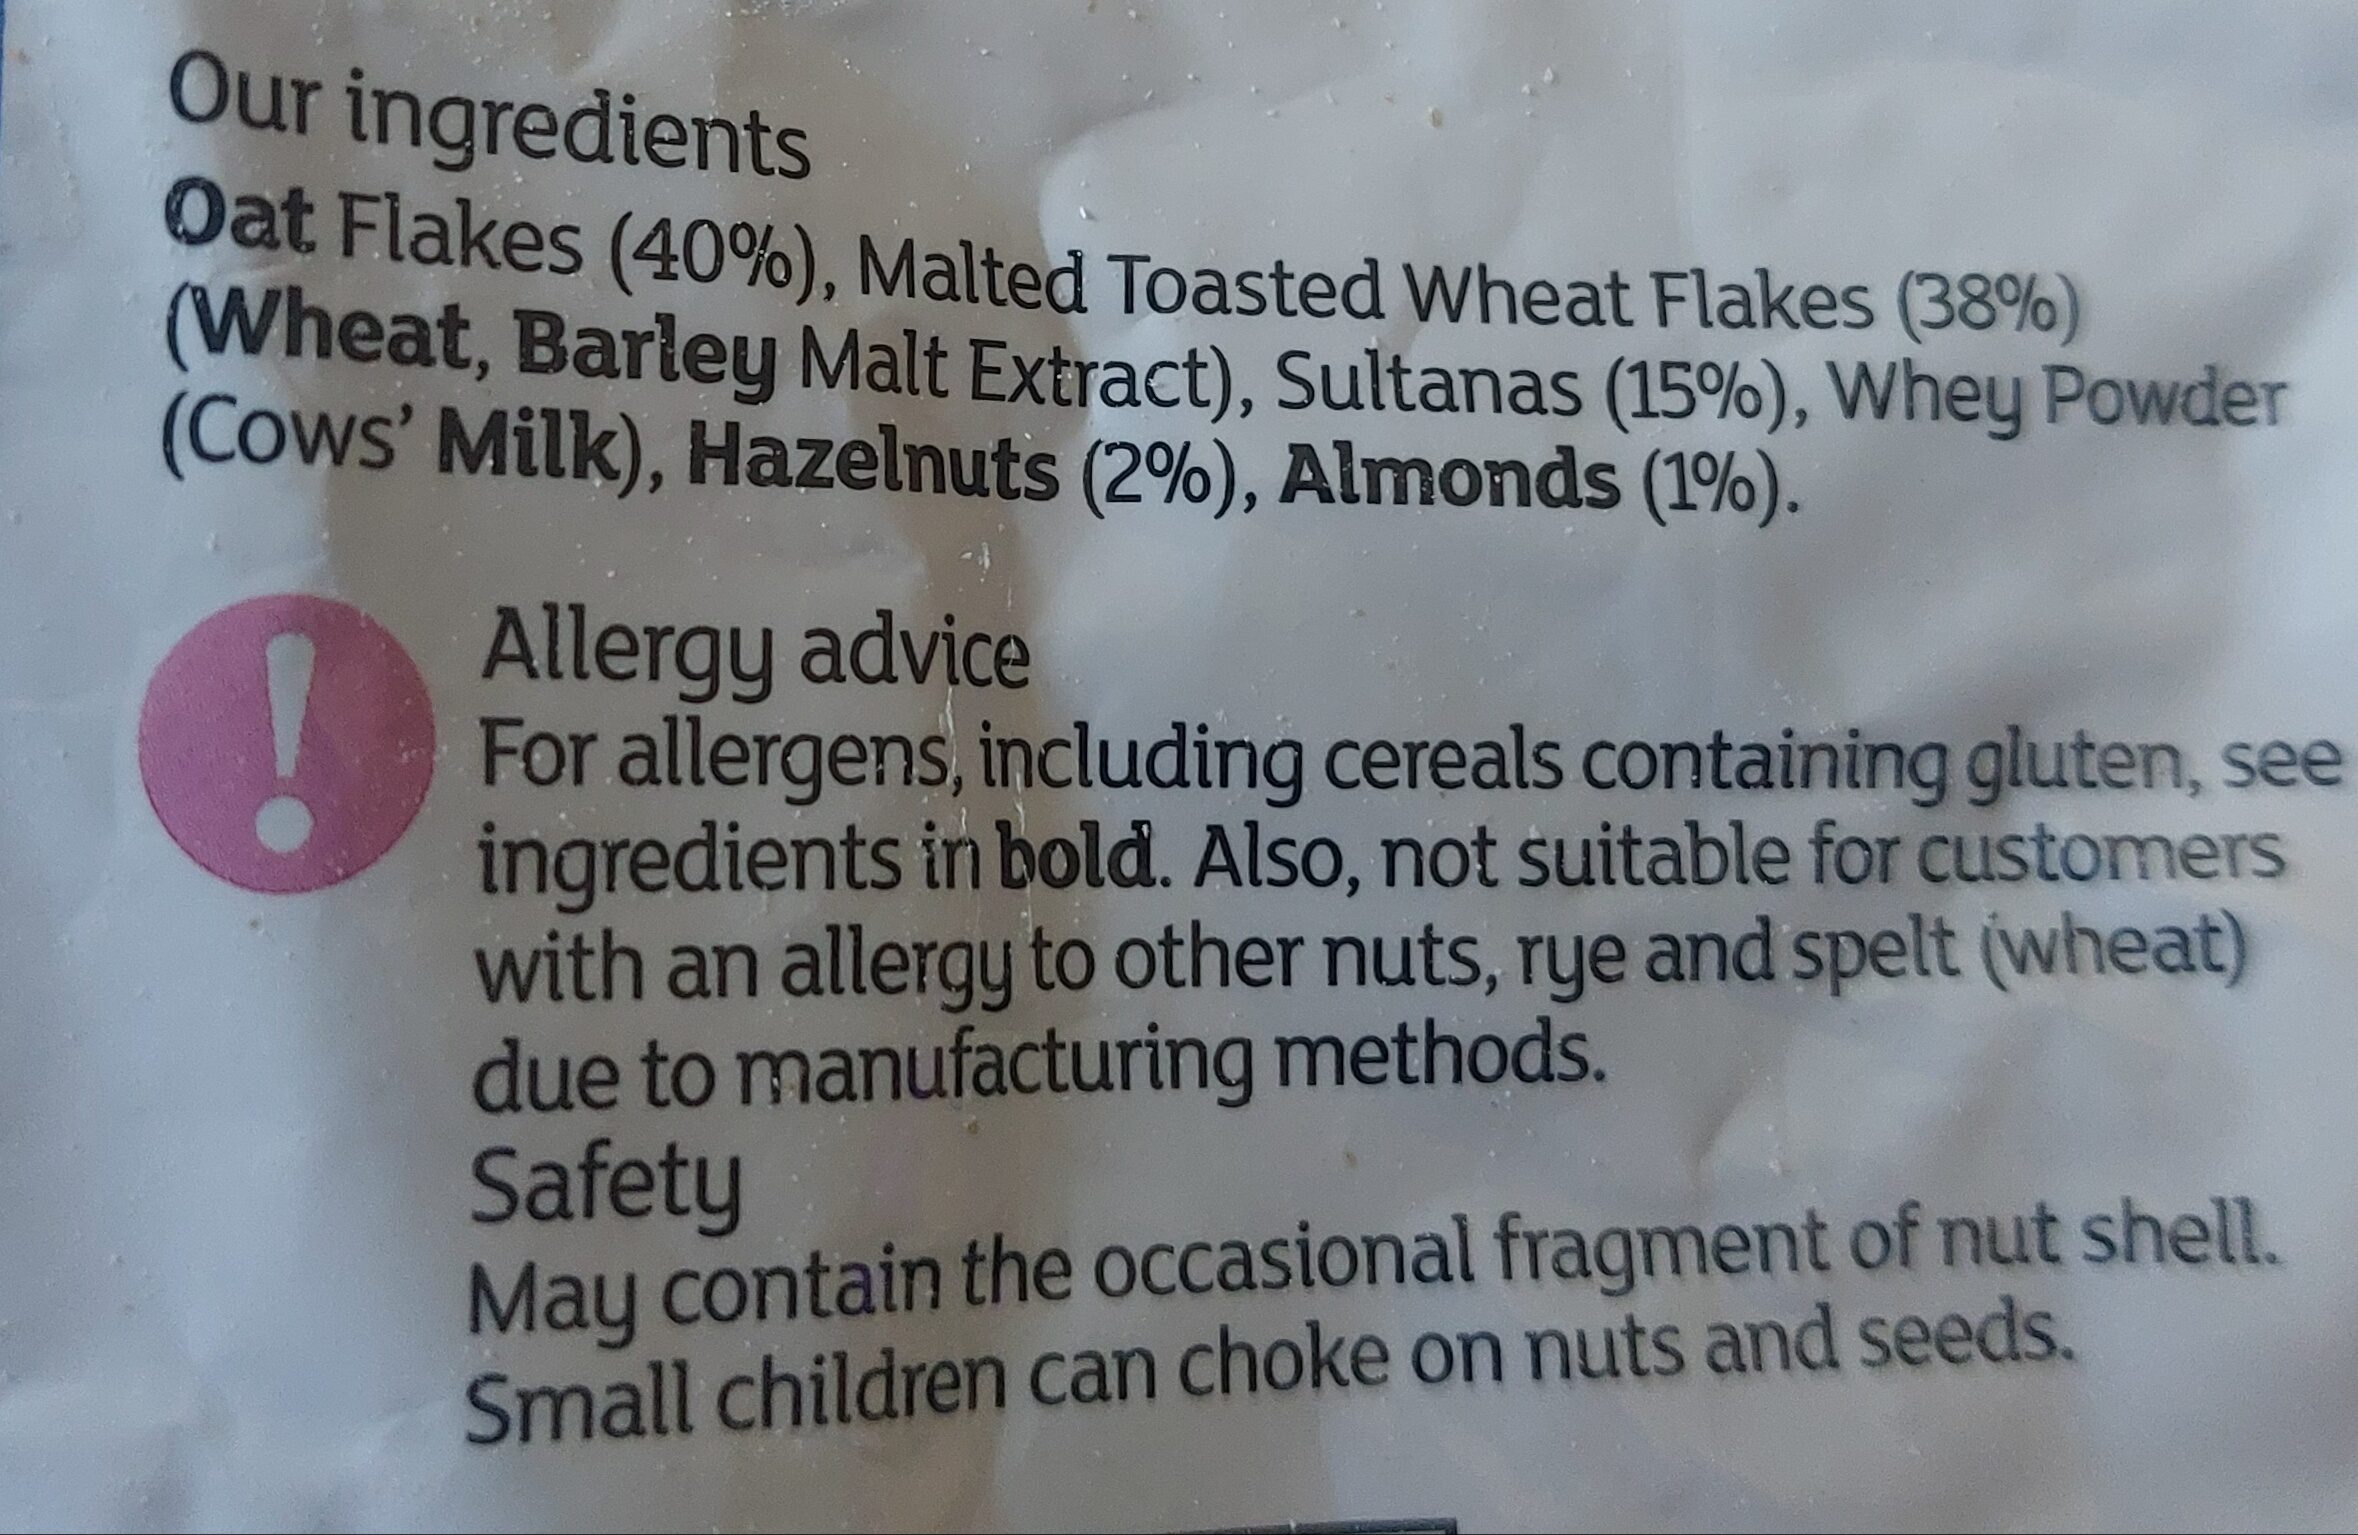 Our ingredients
Oat Flakes (40%), Malted Toasted Wheat Flakes (38%)
(Wheat, Barley Malt Extract), Sultanas (15%), Whey Powder
(Cows’ Milk), Hazelnuts (2%), Almonds (1%).
Allergy advice
For allergens, including cereals containing gluten, see
ingredients in bold. Also, not suitable for customers
with an allergy to other nuts, rye and spelt (wheat)
due to manufacturing methods.
Safety
May contain the occasional fragment of nut shell.
Small children can choke on nuts and seeds.